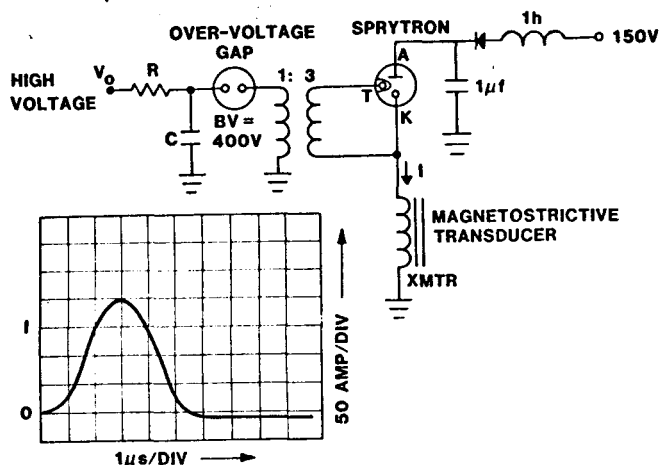 SPRYTRON
1h
150V
OVER-VOLTAGE
GAP
HIGH
VOLTAGE
V₀
R
1: 3
A
T
K
1µf
C
BV =
400V
I
MAGNETOSTRICTIVE
TRANSDUCER
XMTR
I
0
50 AMP/DIV
1µs/DIV